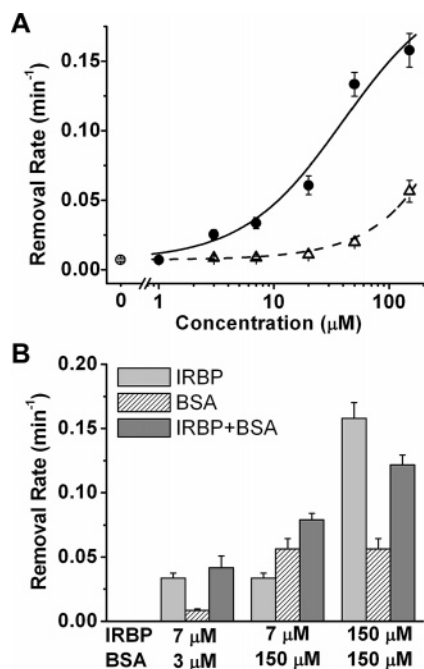 A
Removal Rate (min⁻¹)
0.15
0.10
0.05
0.00
0 1 10 100
Concentration (μM)
B
Removal Rate (min⁻¹)
0.20
0.15
0.10
0.05
0.00
IRBP
BSA
IRBP+BSA
IRBP 7 μM 7 μM 150 μM
BSA 3 μM 150 μM 150 μM